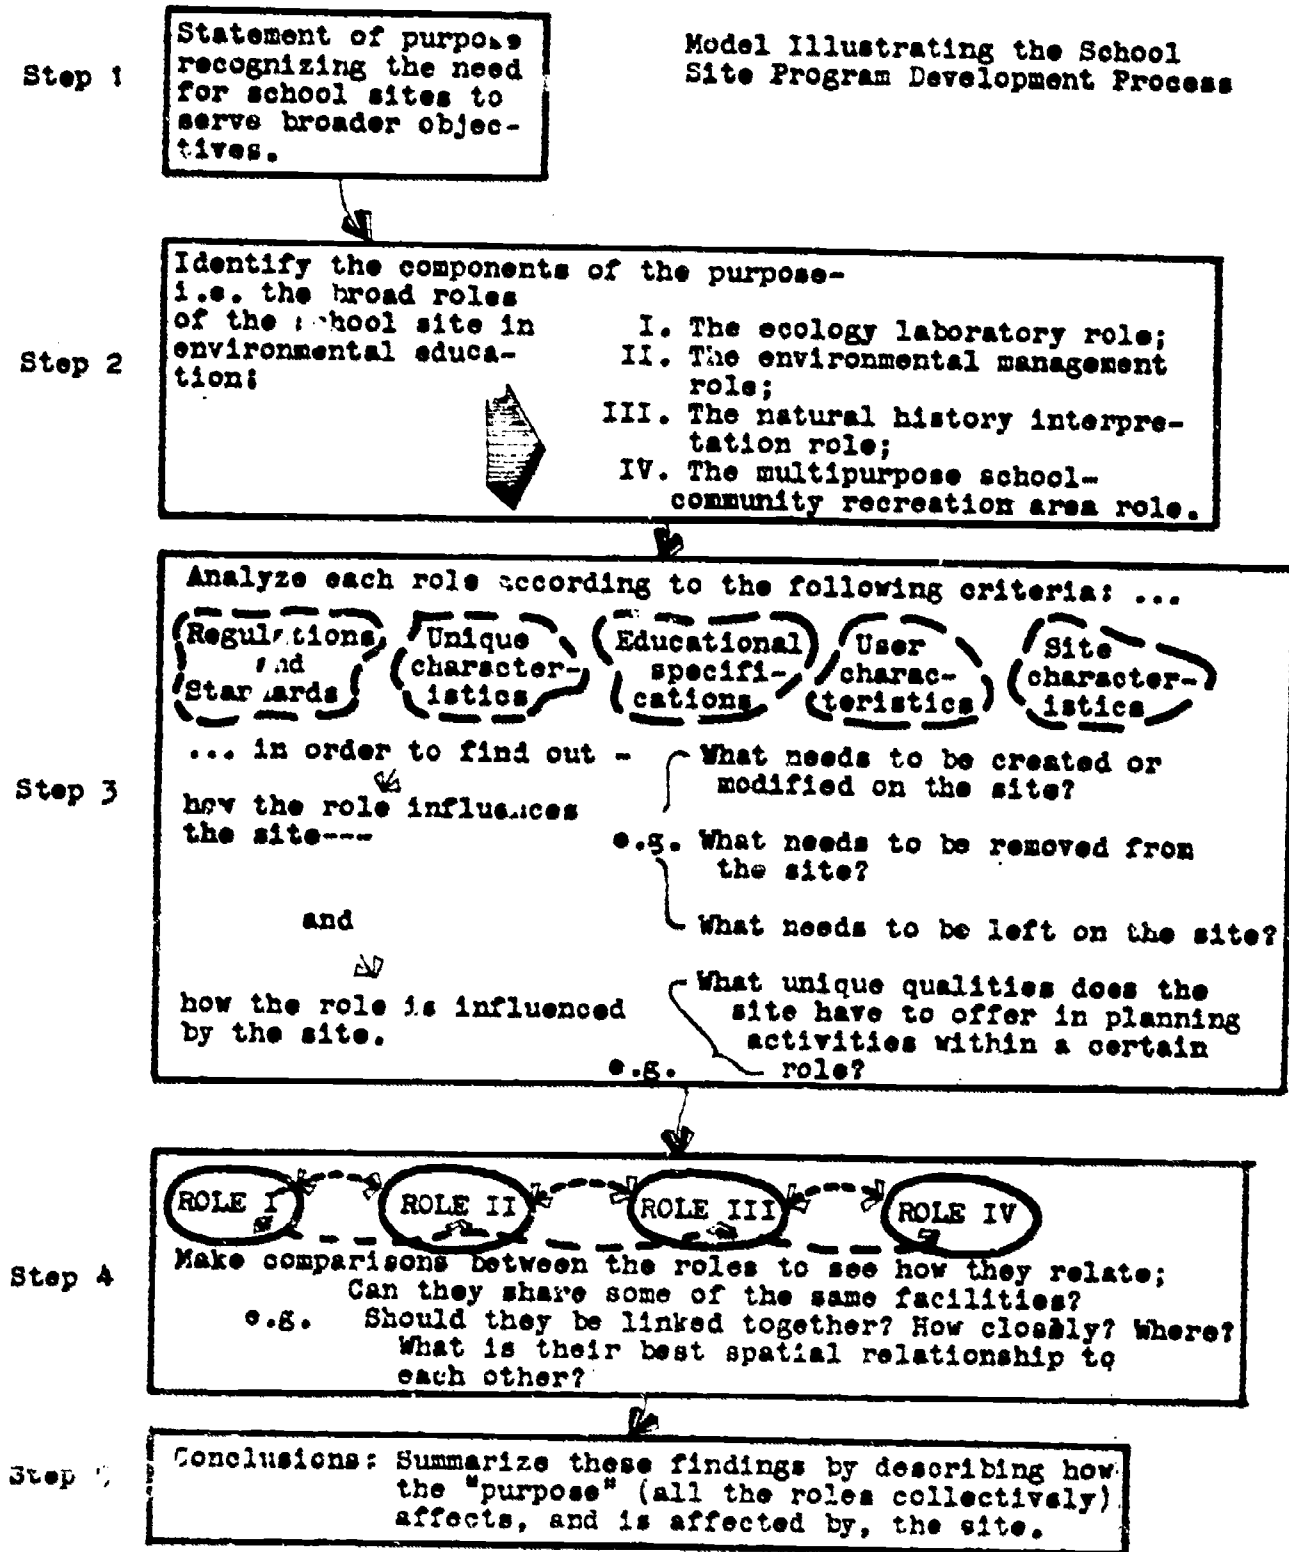 Model Illustrating the School
Site Program Development Process
Step 1
Statement of purpose
recognizing the need
for school sites to
serve broader objec-
tives.
Step 2
Identify the components of the purpose-
i.e. the broad roles
of the school site in
environmental educa-
tion:
I. The ecology laboratory role;
II. The environmental management
role;
III. The natural history interpre-
tation role;
IV. The multipurpose school-
community recreation area role.
Step 3
Analyze each role according to the following criteria: ...
Regulations
and
Standards
Unique
character-
istics
Educational
specifi-
cations
User
charac-
teristics
Site
character-
istics
... in order to find out -
how the role influences
the site---
e.g.
What needs to be created or
modified on the site?
What needs to be removed from
the site?
What needs to be left on the site?
and
how the role is influenced
by the site.
e.g.
What unique qualities does the
site have to offer in planning
activities within a certain
role?
Step 4
ROLE I
ROLE II
ROLE III
ROLE IV
Make comparisons between the roles to see how they relate;
Can they share some of the same facilities?
e.g. Should they be linked together? How closely? Where?
What is their best spatial relationship to
each other?
Step
Conclusions: Summarize these findings by describing how
the "purpose" (all the roles collectively)
affects, and is affected by, the site.